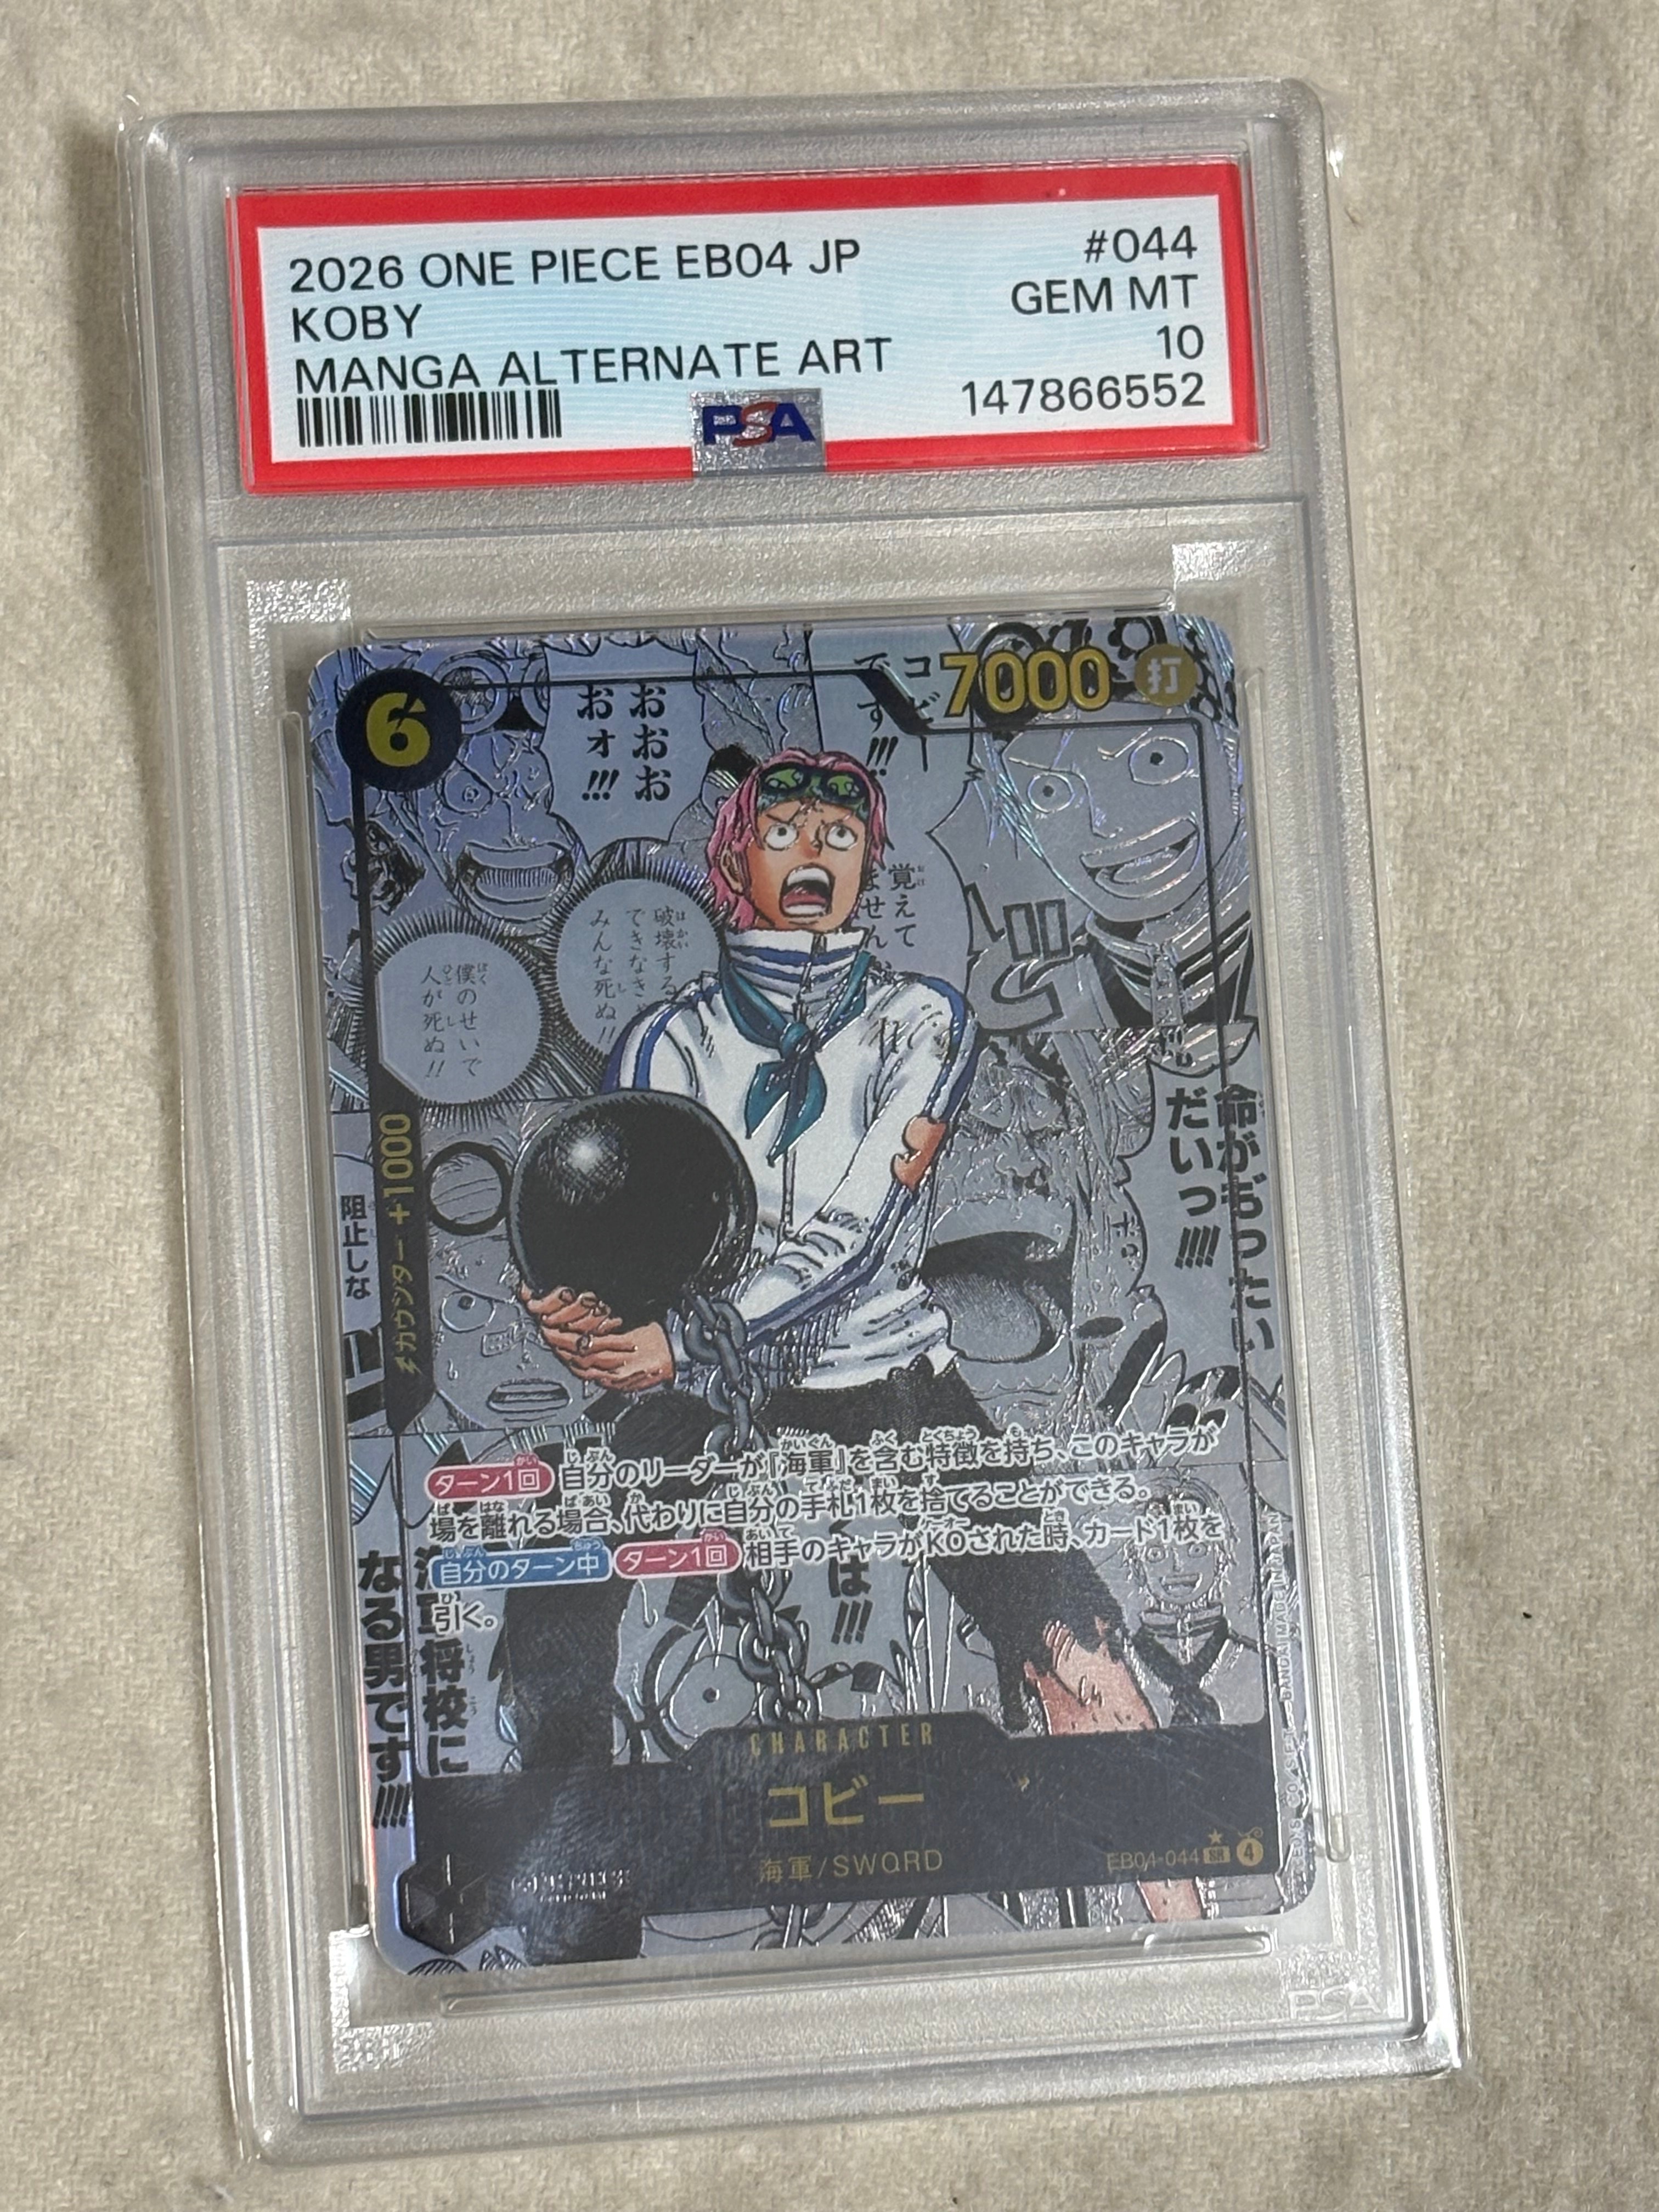 2026 ONE PIECE EB04 JP
#044
KOBY
GEM MT
MANGA ALTERNATE ART
10
147866552
PSA
6
7000
打
コビー
です!!!
おおお
おォ!!!
覚えて
ません
破壊する
できなきゃ
みんな死ぬ!!
僕のせいで
人が死ぬ!!
命がもったい
だいっ!!!!
阻止しな
カウンター +1000
ターン1回 自分のリーダーが『海軍』を含む特徴を持ち、このキャラが
場を離れる場合、代わりに自分の手札1枚を捨てることができる。
自分のターン中 ターン1回 相手のキャラがKOされた時、カード1枚を
引く。
は!!!
将校に
なる男です!!!!
CHARACTER
コビー
海軍/SWORD
EB04-044 SR 4
PSA